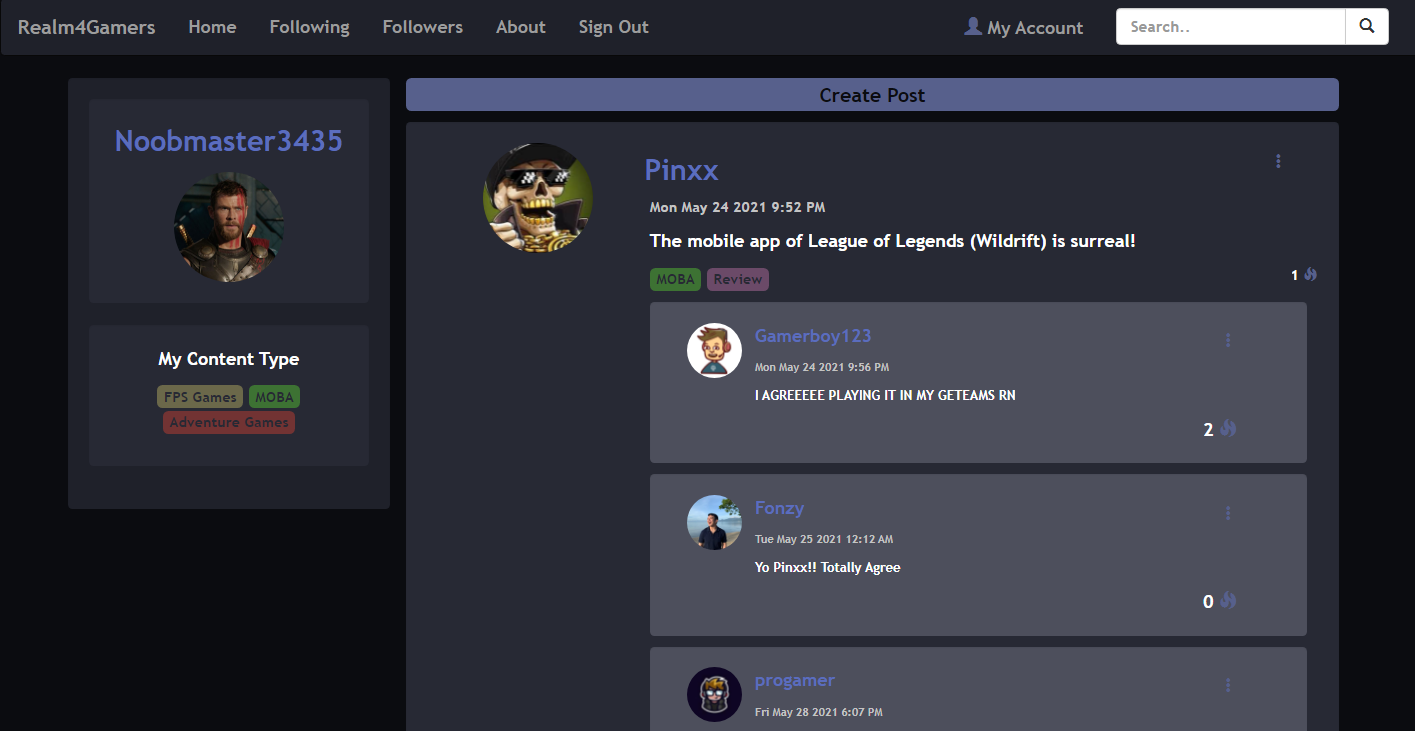 Realm4Gamers Home Following Followers About Sign Out My Account Search..
Noobmaster3435
My Content Type
FPS Games MOBA
Adventure Games
Create Post
Pinxx
Mon May 24 2021 9:52 PM
The mobile app of League of Legends (Wildrift) is surreal!
MOBA Review 1
Gamerboy123
Mon May 24 2021 9:56 PM
I AGREEEEE PLAYING IT IN MY GETEAMS RN
2
Fonzy
Tue May 25 2021 12:12 AM
Yo Pinxx!! Totally Agree
0
progamer
Fri May 28 2021 6:07 PM